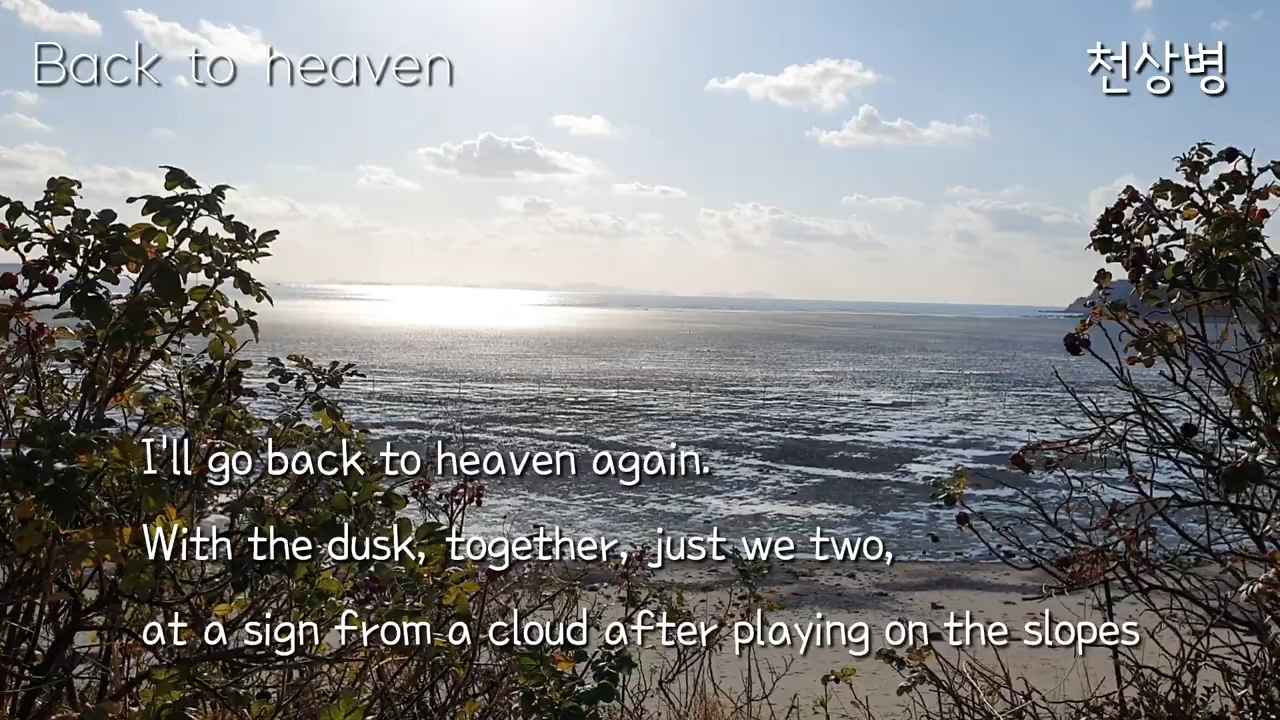 Back to heaven
천상병
I'll go back to heaven again.
With the dusk, together, just we two,
at a sign from a cloud after playing on the slopes